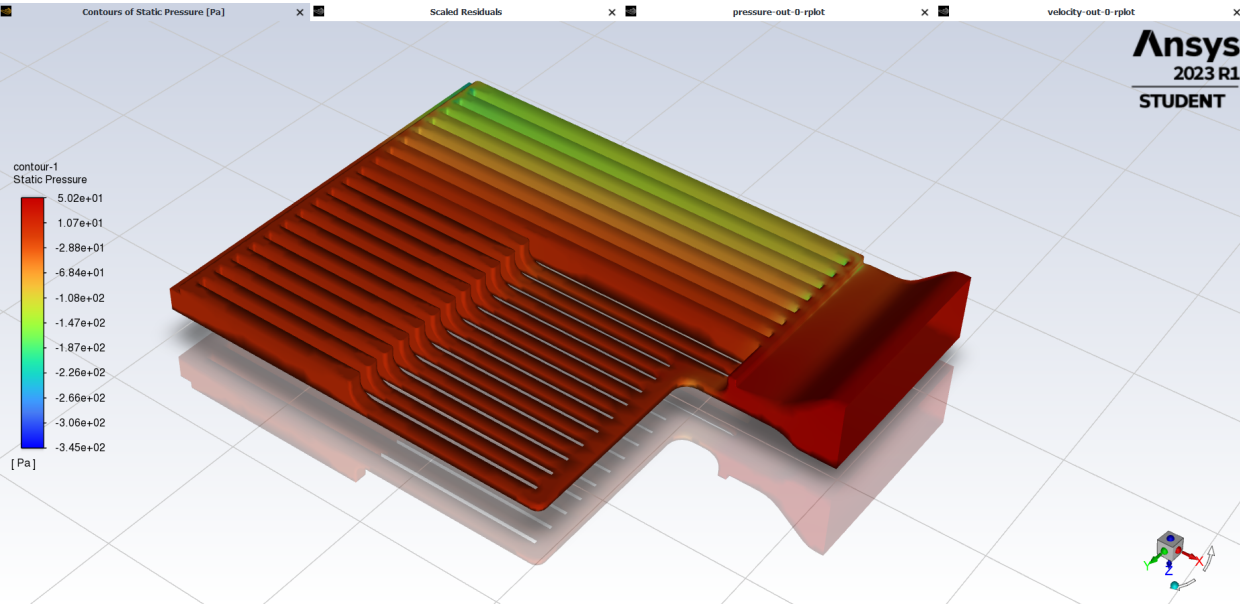 Contours of Static Pressure [Pa]
Scaled Residuals
pressure-out-0-rplot
velocity-out-0-rplot
Ansys
2023 R1
STUDENT
contour-1
Static Pressure
5.02e+01
1.07e+01
-2.88e+01
-6.84e+01
-1.08e+02
-1.47e+02
-1.87e+02
-2.26e+02
-2.66e+02
-3.06e+02
-3.45e+02
[ Pa ]
Y
X
Z